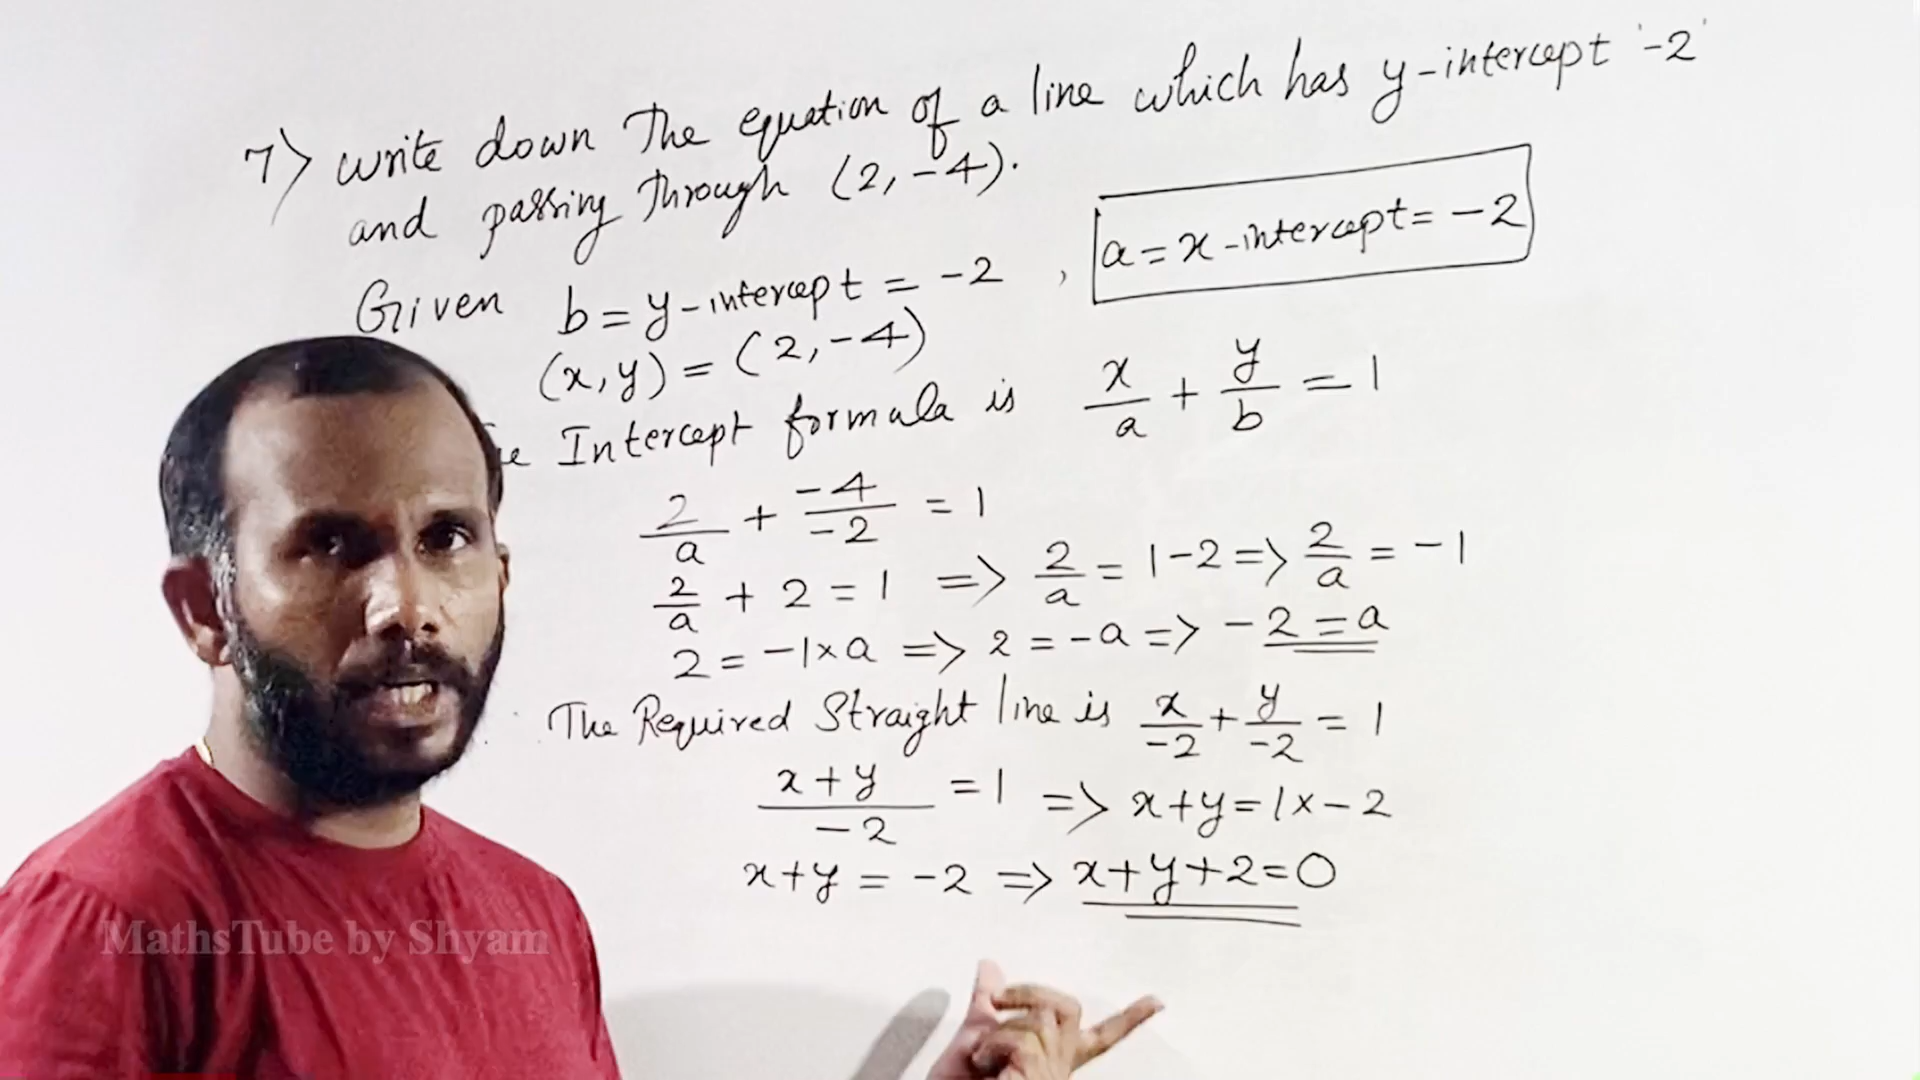 7) write down the equation of a line which has y-intercept '-2'
and passing through (2, -4).
Given b = y-intercept = -2 , a = x-intercept = -2
(x, y) = (2, -4)
Intercept formula is x/a + y/b = 1
2/a + -4/-2 = 1
2/a + 2 = 1 => 2/a = 1-2 => 2/a = -1
2 = -1×a => 2 = -a => -2 = a
The Required Straight line is x/-2 + y/-2 = 1
x+y/-2 = 1 => x+y = 1×-2
x+y = -2 => x+y+2=0
MathsTube by Shyam